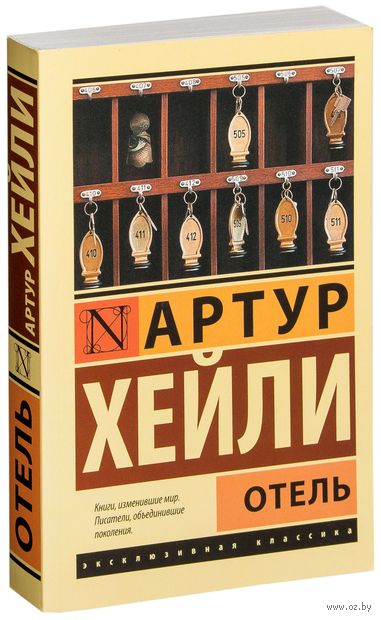 505
410
411
412
505
510
511
АРТУР
ХЕЙЛИ
ОТЕЛЬ
Книги, изменившие мир.
Писатели, объединившие
поколения.
эксклюзивная классика
АРТУР ХЕЙЛИ
ОТЕЛЬ
© www.oz.by